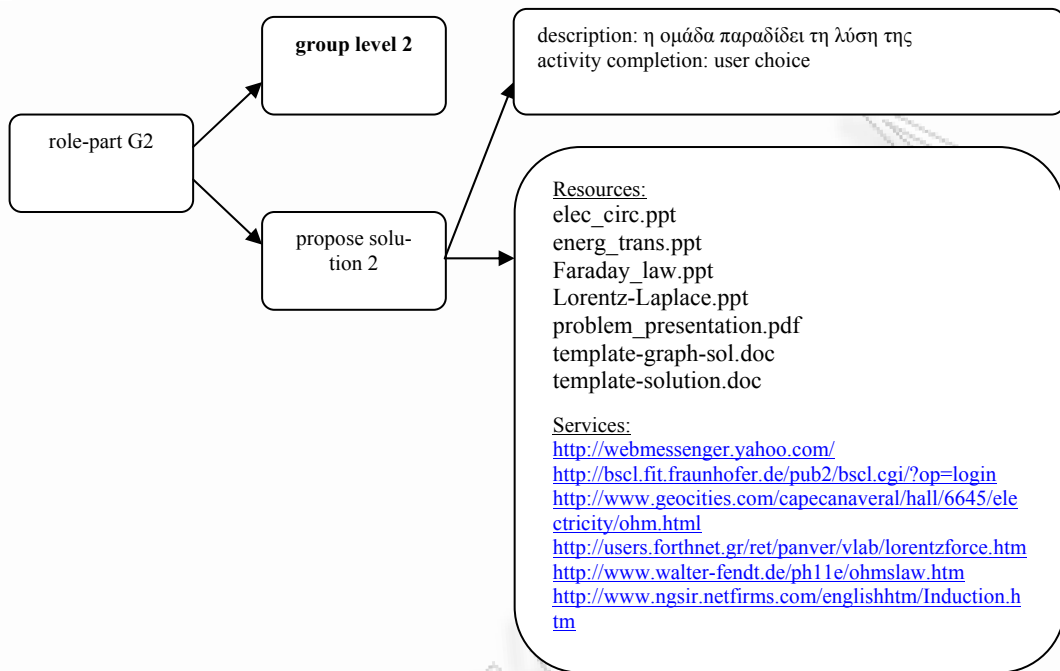 role-part G2
group level 2
propose solu-
tion 2
description: η ομάδα παραδίδει τη λύση της
activity completion: user choice
Resources:
elec_circ.ppt
energ_trans.ppt
Faraday_law.ppt
Lorentz-Laplace.ppt
problem_presentation.pdf
template-graph-sol.doc
template-solution.doc
Services:
http://webmessenger.yahoo.com/
http://bscl.fit.fraunhofer.de/pub2/bscl.cgi/?op=login
http://www.geocities.com/capecanaveral/hall/6645/ele
ctricity/ohm.html
http://users.forthnet.gr/ret/panver/vlab/lorentzforce.htm
http://www.walter-fendt.de/ph11e/ohmslaw.htm
http://www.ngsir.netfirms.com/englishhtm/Induction.h
tm